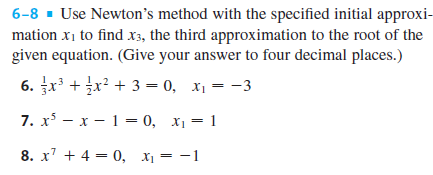 6–8 ▪ Use Newton's method with the specified initial approxi-
mation x₁ to find x₃, the third approximation to the root of the
given equation. (Give your answer to four decimal places.)
6. ⅓x³ + ½x² + 3 = 0, x₁ = −3
7. x⁵ − x − 1 = 0, x₁ = 1
8. x⁷ + 4 = 0, x₁ = −1